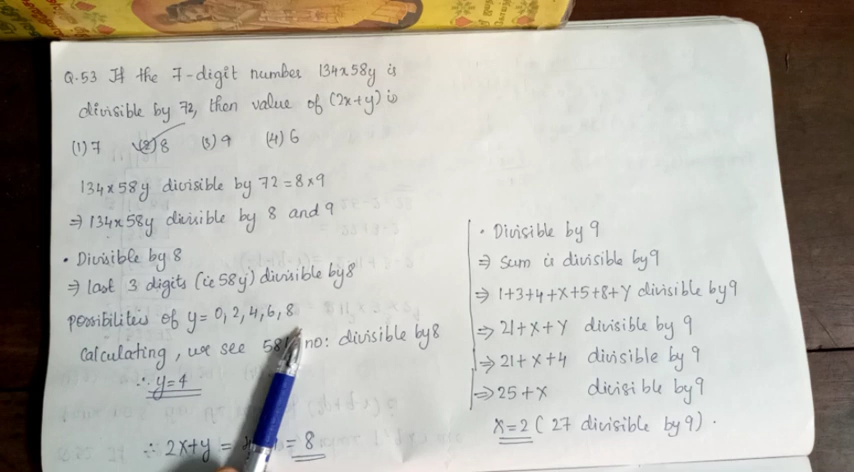 Q.53 If the 7-digit number 134x58y is
divisible by 72, then value of (2x+y) is
(1) 7 (2) 8 (3) 9 (4) 6
134x58y divisible by 72 = 8x9
⇒ 134x58y divisible by 8 and 9
• Divisible by 8
⇒ last 3 digits (ie 58y) divisible by 8
possibilities of y = 0, 2, 4, 6, 8
calculating, we see 58 no: divisible by 8
∴ y=4
∴ 2x+y = = 8
• Divisible by 9
⇒ sum is divisible by 9
⇒ 1+3+4+x+5+8+y divisible by 9
⇒ 21+x+y divisible by 9
⇒ 21+x+4 divisible by 9
⇒ 25+x divisible by 9
x=2 (27 divisible by 9).